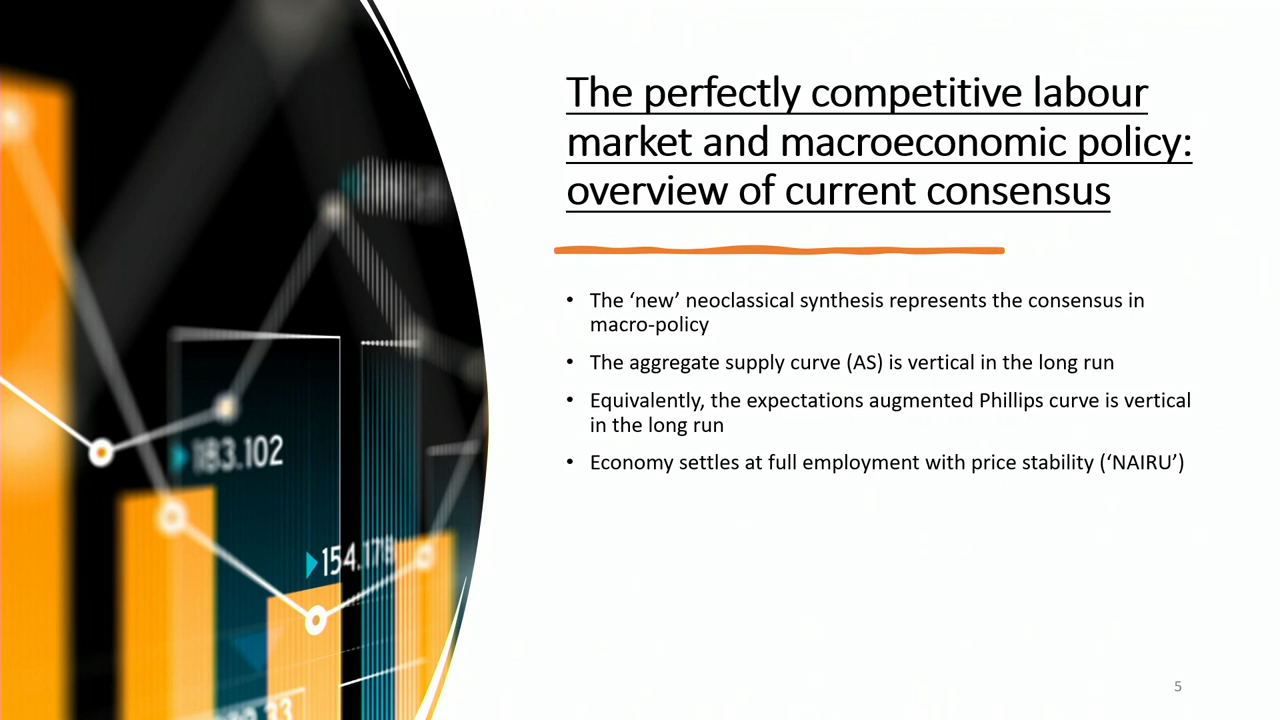 The perfectly competitive labour
market and macroeconomic policy:
overview of current consensus
• The ‘new’ neoclassical synthesis represents the consensus in
macro-policy
• The aggregate supply curve (AS) is vertical in the long run
• Equivalently, the expectations augmented Phillips curve is vertical
in the long run
• Economy settles at full employment with price stability (‘NAIRU’)
183.102
154.178
5